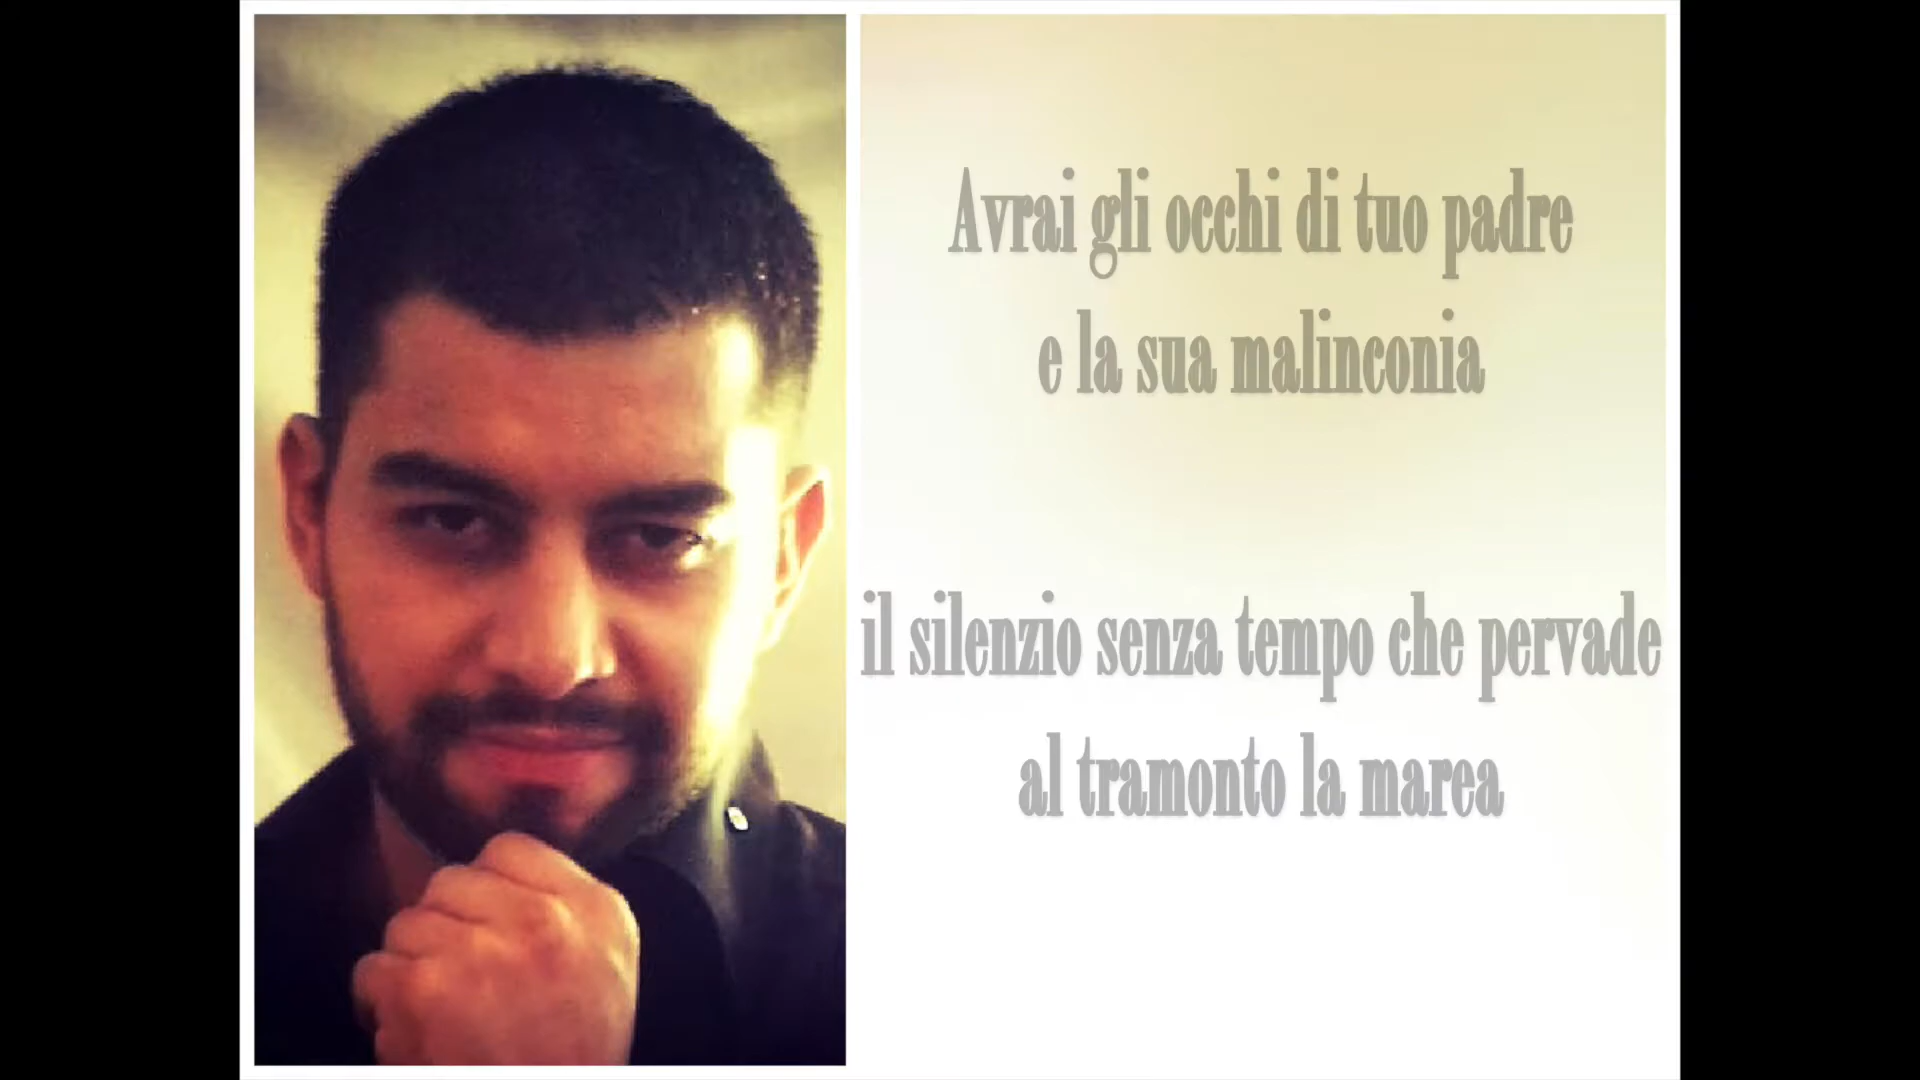 Avrai gli occhi di tuo padre
e la sua malinconia
il silenzio senza tempo che pervade
al tramonto la marea